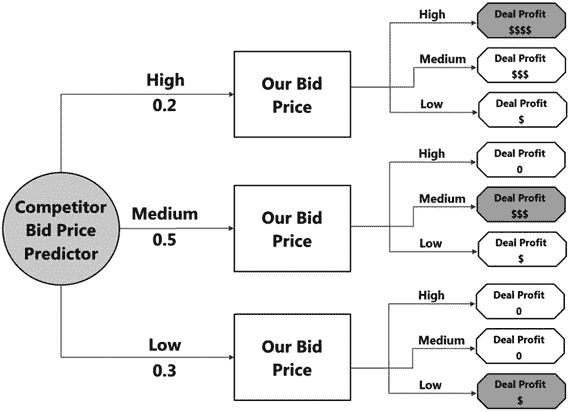 Competitor
Bid Price
Predictor
High
0.2
Our Bid
Price
High
Deal Profit
$$$$
Medium
Deal Profit
$$$
Low
Deal Profit
$
Medium
0.5
Our Bid
Price
High
Deal Profit
0
Medium
Deal Profit
$$$
Low
Deal Profit
$
Low
0.3
Our Bid
Price
High
Deal Profit
0
Medium
Deal Profit
0
Low
Deal Profit
$